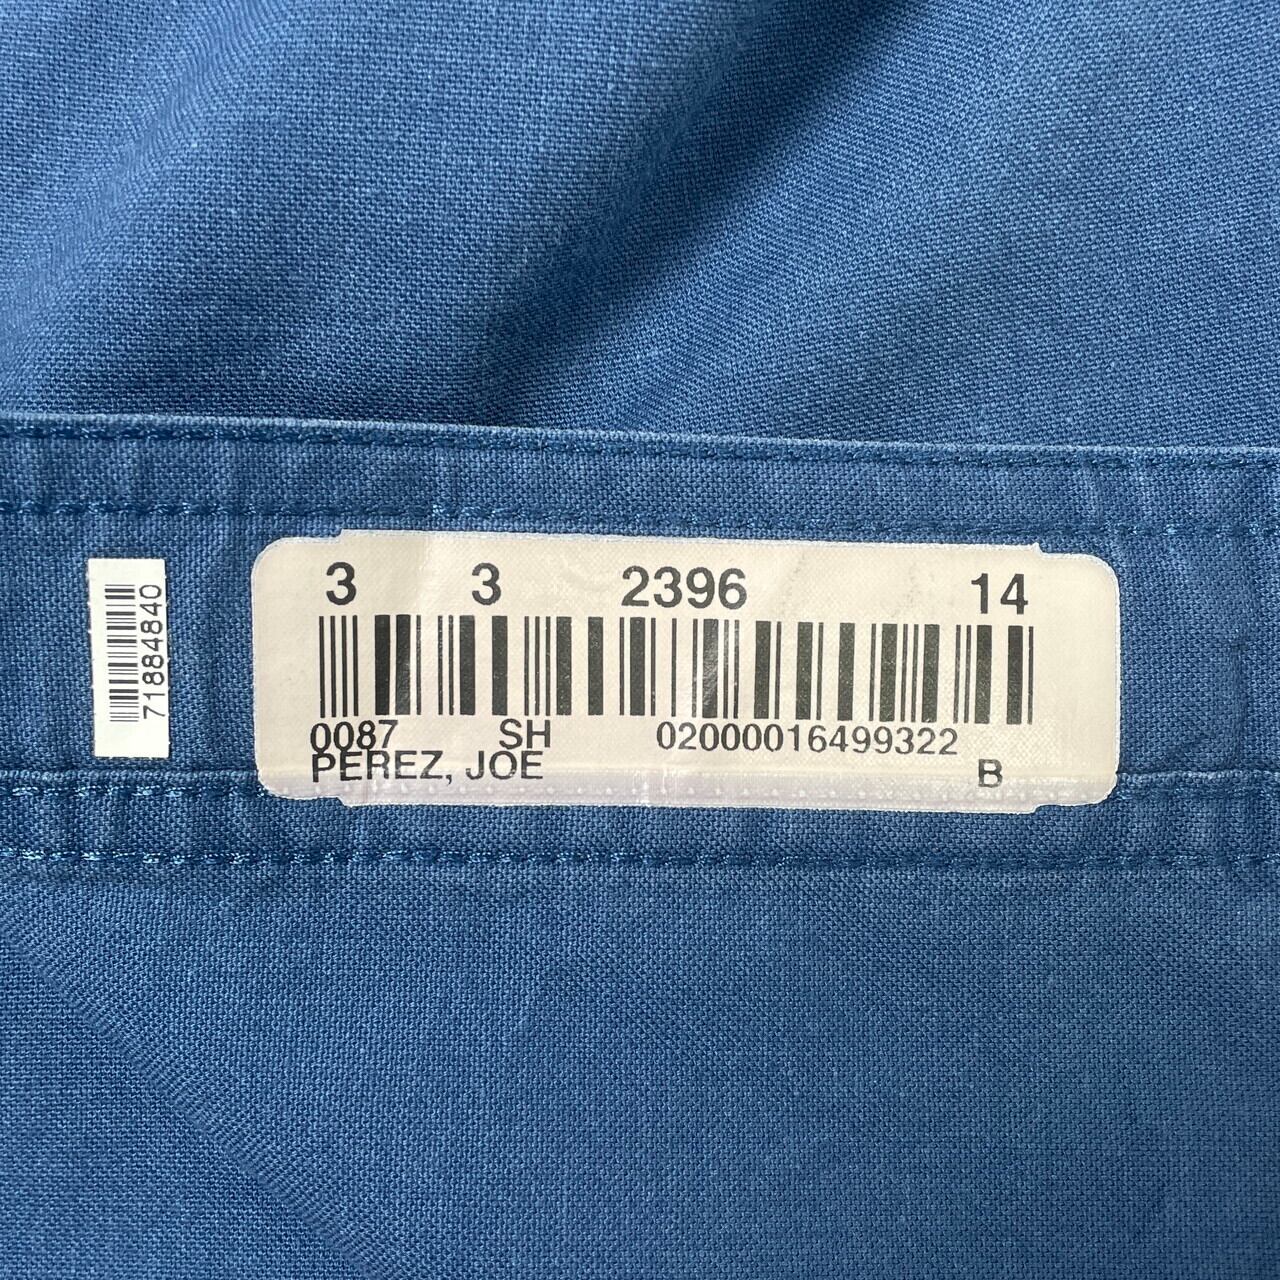 71884840
3 3 2396 14
0087 SH 02000016499322
PEREZ, JOE B